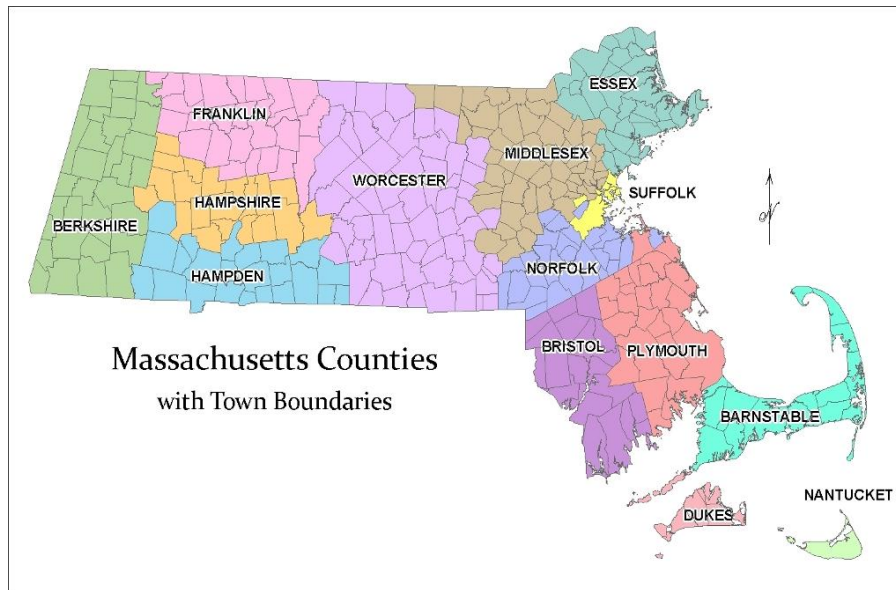 ESSEX
FRANKLIN
MIDDLESEX
WORCESTER
SUFFOLK
HAMPSHIRE
BERKSHIRE
HAMPDEN
NORFOLK
BRISTOL
PLYMOUTH
Massachusetts Counties
with Town Boundaries
BARNSTABLE
NANTUCKET
DUKES